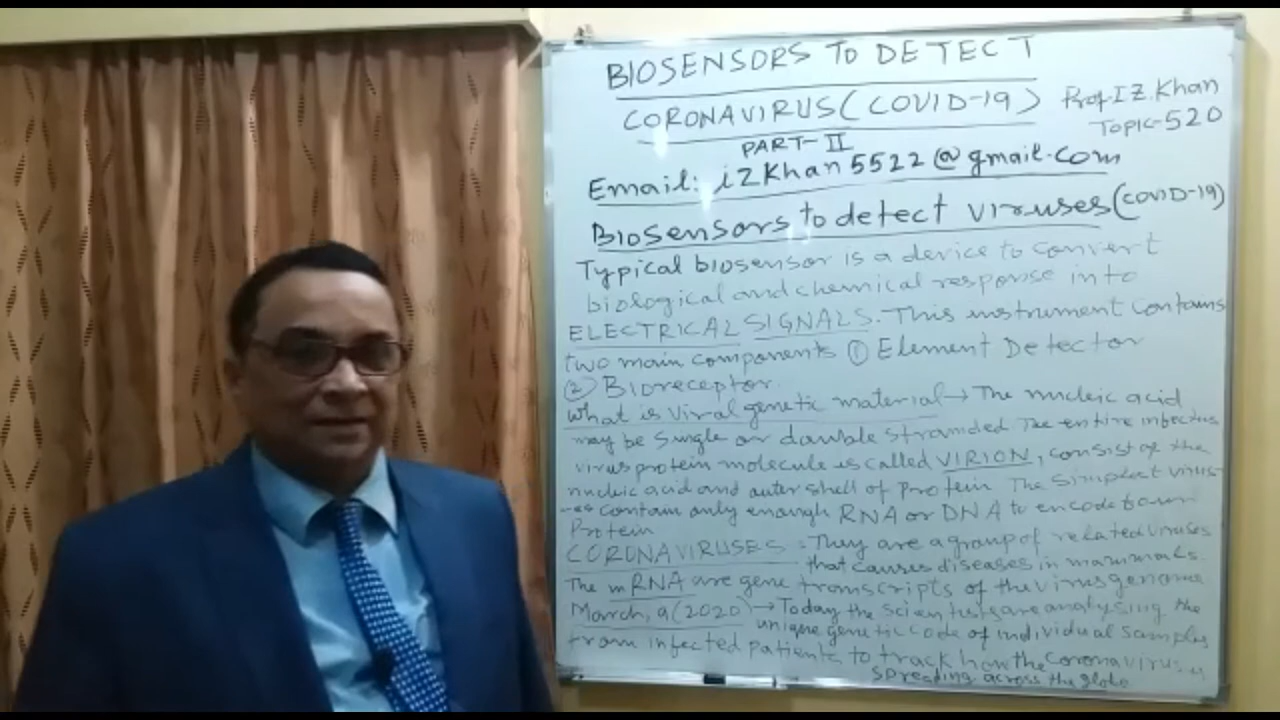 BIOSENSORS TO DETECT
CORONAVIRUS (COVID-19)
Prof. I Z. Khan
TOPIC-520
PART-II
Email: iZKhan5522@gmail.com
Biosensors to detect viruses (COVID-19)
Typical biosensor is a device to convert
biological and chemical response in to
ELECTRICAL SIGNALS. This instrument contains
two main components ① Element Detector
② Bioreceptor.
What is viral genetic material → The nucleic acid
may be single or double stranded The entire infectious
virus protein molecule is called VIRION, consist of the
nucleic acid and outer shell of protein The simplest virus-
-es contain only enough RNA or DNA to encode four
Protein
CORONAVIRUSES: They are a group of related viruses
that causes diseases in mammals.
The mRNA are gene transcripts of the virus genome
March, 9 (2020) → Today the scientists are analysing the
unique genetic code of individual samples
from infected patients to track how the coronavirus is
spreading across the globe